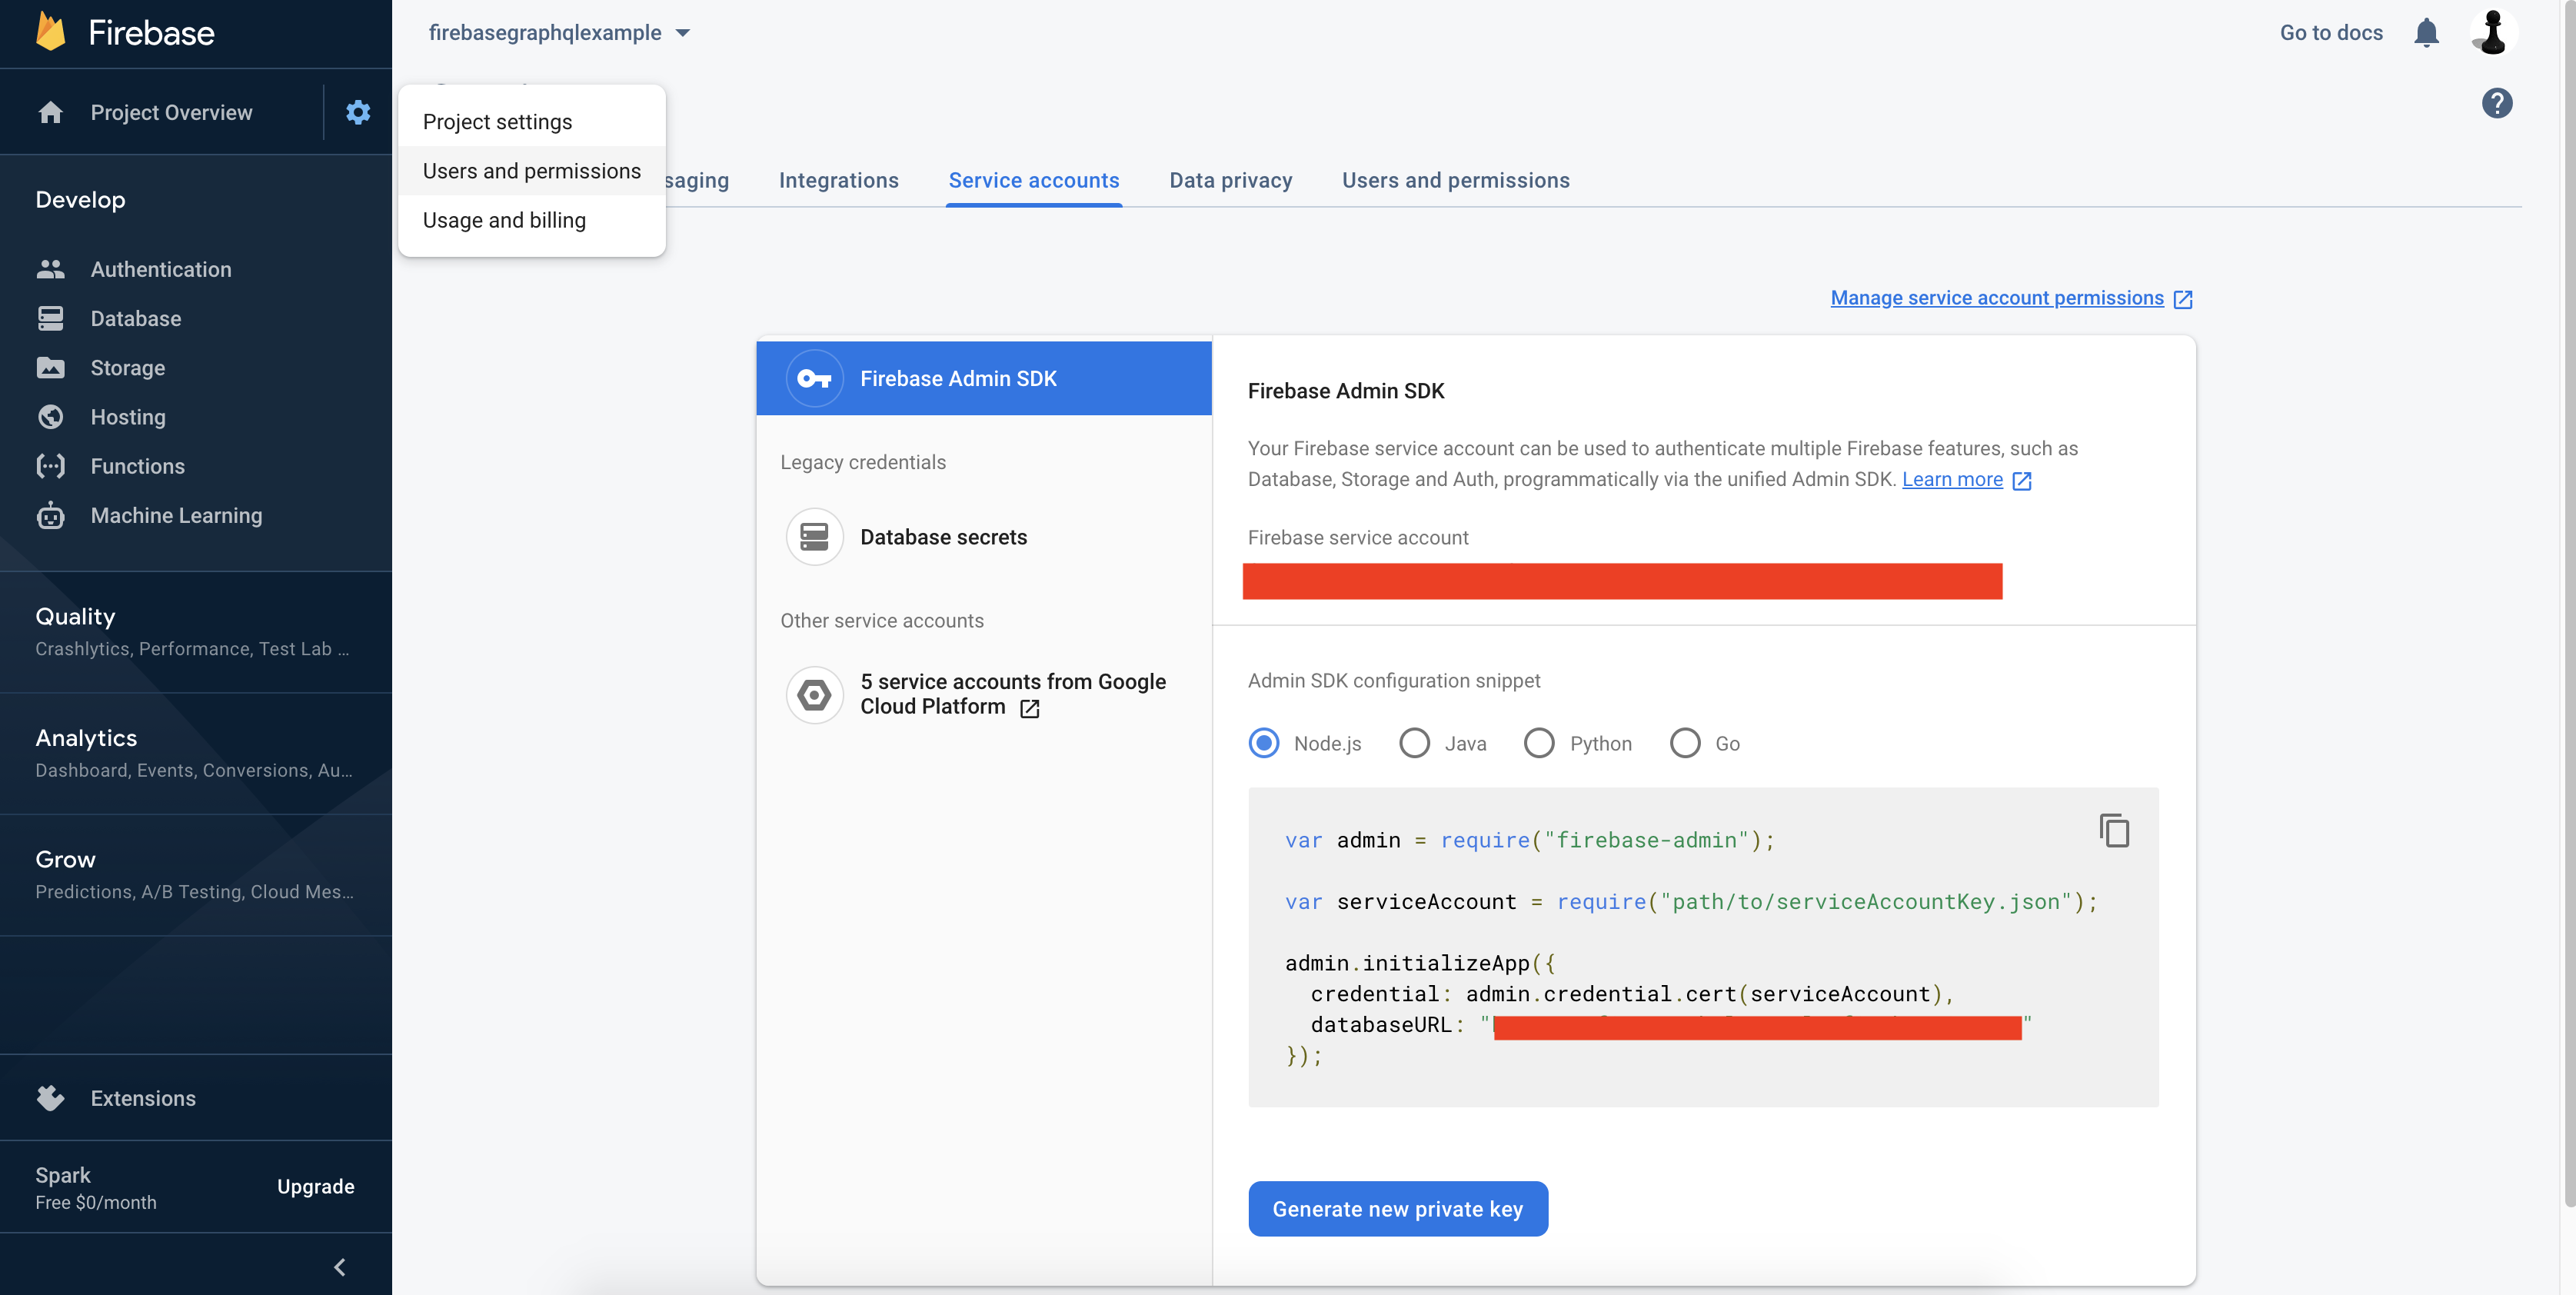 Firebase
Project Overview
Develop
Authentication
Database
Storage
Hosting
Functions
Machine Learning
Quality
Crashlytics, Performance, Test Lab ...
Analytics
Dashboard, Events, Conversions, Au...
Grow
Predictions, A/B Testing, Cloud Mes...
Extensions
Spark
Free $0/month
Upgrade
firebasegraphqlexample
Go to docs
Project settings
Users and permissions
Usage and billing
saging
Integrations
Service accounts
Data privacy
Users and permissions
Manage service account permissions
Firebase Admin SDK
Legacy credentials
Database secrets
Other service accounts
5 service accounts from Google
Cloud Platform
Firebase Admin SDK
Your Firebase service account can be used to authenticate multiple Firebase features, such as
Database, Storage and Auth, programmatically via the unified Admin SDK. Learn more
Firebase service account
Admin SDK configuration snippet
Node.js
Java
Python
Go
var admin = require("firebase-admin");
var serviceAccount = require("path/to/serviceAccountKey.json");
admin.initializeApp({
credential: admin.credential.cert(serviceAccount),
databaseURL: " "
});
Generate new private key